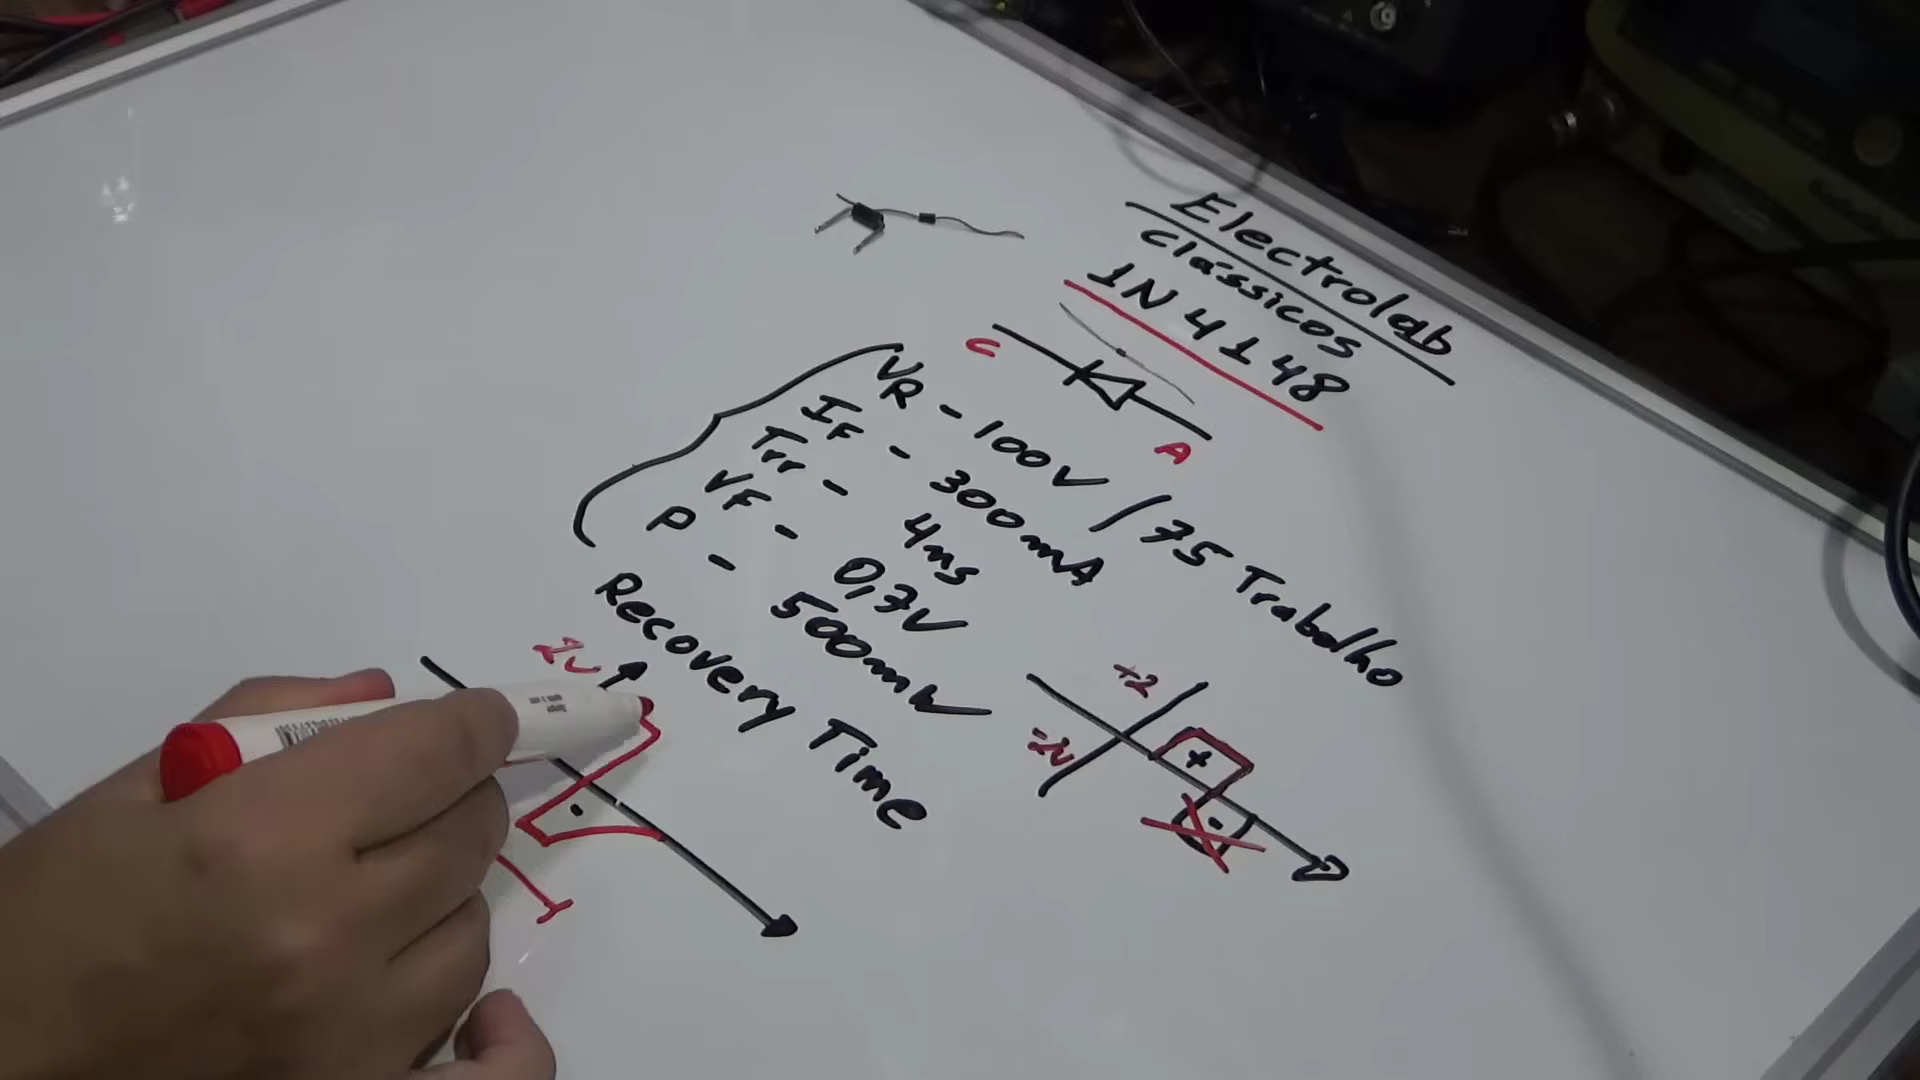 Electrolab
clássicos
1N4148
C
A
VR - 100V / 75 Trabalho
IF - 300mA
Trr - 4ns
VF - 0,7V
P - 500mW
Recovery Time
2v
-
+2
-2v
+
-